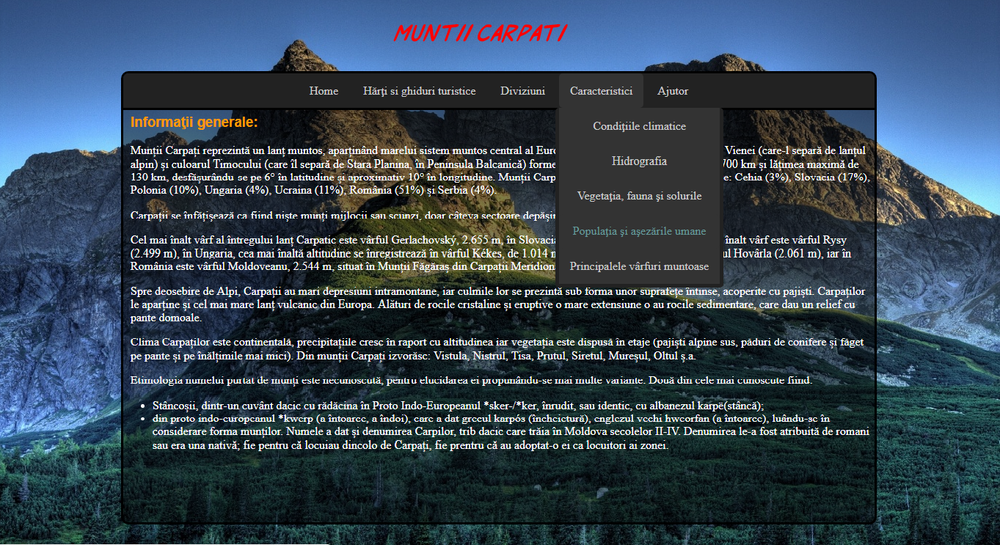 MUNTII CARPATI
Home Hărţi si ghiduri turistice Diviziuni Caracteristici Ajutor
Condiţiile climatice
Hidrografia
Vegetaţia, fauna şi solurile
Populaţia şi aşezările umane
Principalele vârfuri muntoase
Informaţii generale:
Munții Carpați reprezintă un lanț muntos, aparținând marelui sistem muntos central al Euro Vienei (care-l separă de lanțul
alpin) și culoarul Timocului (care îl separă de Stara Planina, în Peninsula Balcanică) forme 700 km și lățimea maximă de
130 km, desfășurându-se pe 6° în latitudine și aproximativ 10° în longitudine. Munții Carp e: Cehia (3%), Slovacia (17%),
Polonia (10%), Ungaria (4%), Ucraina (11%), România (51%) și Serbia (4%).
Carpații se înfățișează ca fiind niște munți mijlocii sau scunzi, doar câteva sectoare depășin
Cel mai înalt vârf al întregului lanț Carpatic este vârful Gerlachovský, 2.655 m, în Slovacia înalt vârf este vârful Rysy
(2.499 m), în Ungaria, cea mai înaltă altitudine se înregistrează în vârful Kékes, de 1.014 m ul Hovârla (2.061 m), iar în
România este vârful Moldoveanu, 2.544 m, situat în Munții Făgăraș din Carpații Meridion
Spre deosebire de Alpi, Carpații au mari depresiuni intramontane, iar culmile lor se prezintă sub forma unor suprafețe întinse, acoperite cu pajiști. Carpaților
le aparține și cel mai mare lanț vulcanic din Europa. Alături de rocile cristaline și eruptive o mare extensiune o au rocile sedimentare, care dau un relief cu
pante domoale.
Clima Carpaților este continentală, precipitațiile cresc în raport cu altitudinea iar vegetația este dispusă în etaje (pajiști alpine sus, păduri de conifere și făget
pe pante și pe înălțimile mai mici). Din munții Carpați izvorăsc: Vistula, Nistrul, Tisa, Prutul, Siretul, Mureșul, Oltul ș.a.
Etimologia numelui purtat de munți este necunoscută, pentru elucidarea ei propunându-se mai multe variante. Două din cele mai cunoscute fiind:
• Stâncoșii, dintr-un cuvânt dacic cu rădăcina în Proto Indo-Europeanul *sker-/*ker, înrudit, sau identic, cu albanezul karpë(stâncă);
• din proto indo-europeanul *kwerp (a întoarce, a îndoi), care a dat grecul karpós (încheietură), englezul vechi hweorfan (a întoarce), luându-se în
considerare forma munților. Numele a dat și denumirea Carpilor, trib dacic care trăia în Moldova secolelor II-IV. Denumirea le-a fost atribuită de romani
sau era una nativă; fie pentru că locuiau dincolo de Carpați, fie prentru că au adoptat-o ei ca locuitori ai zonei.